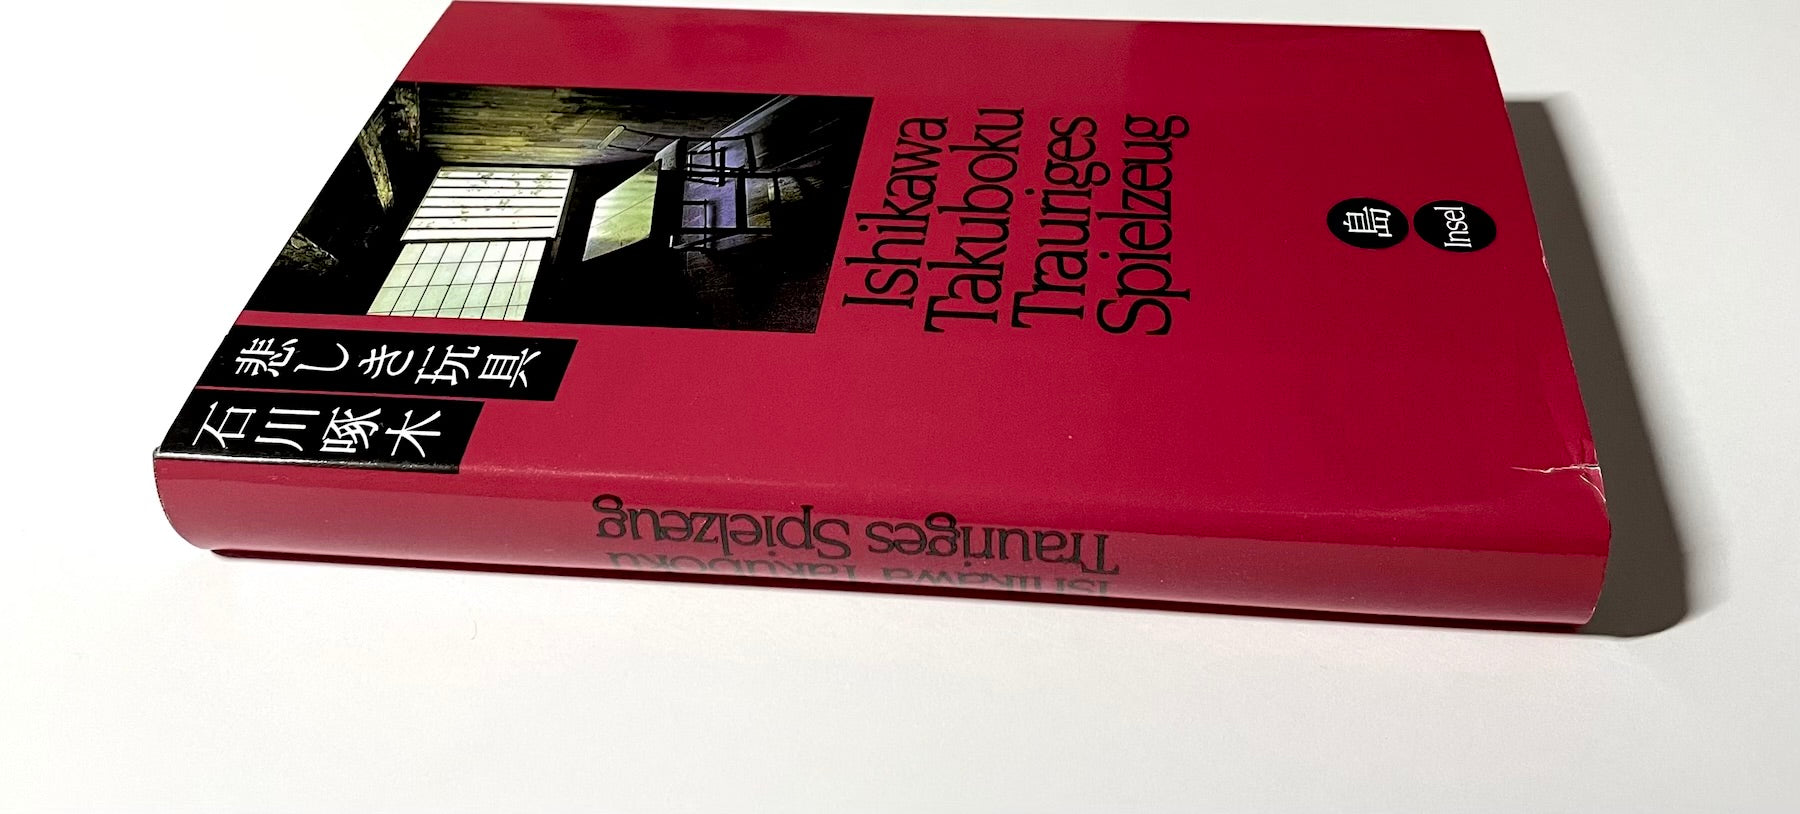 石川啄木
悲しき玩具
Ishikawa
Takuboku
Trauriges
Spielzeug
島
Insel
Ishikawa Takuboku
Trauriges Spielzeug